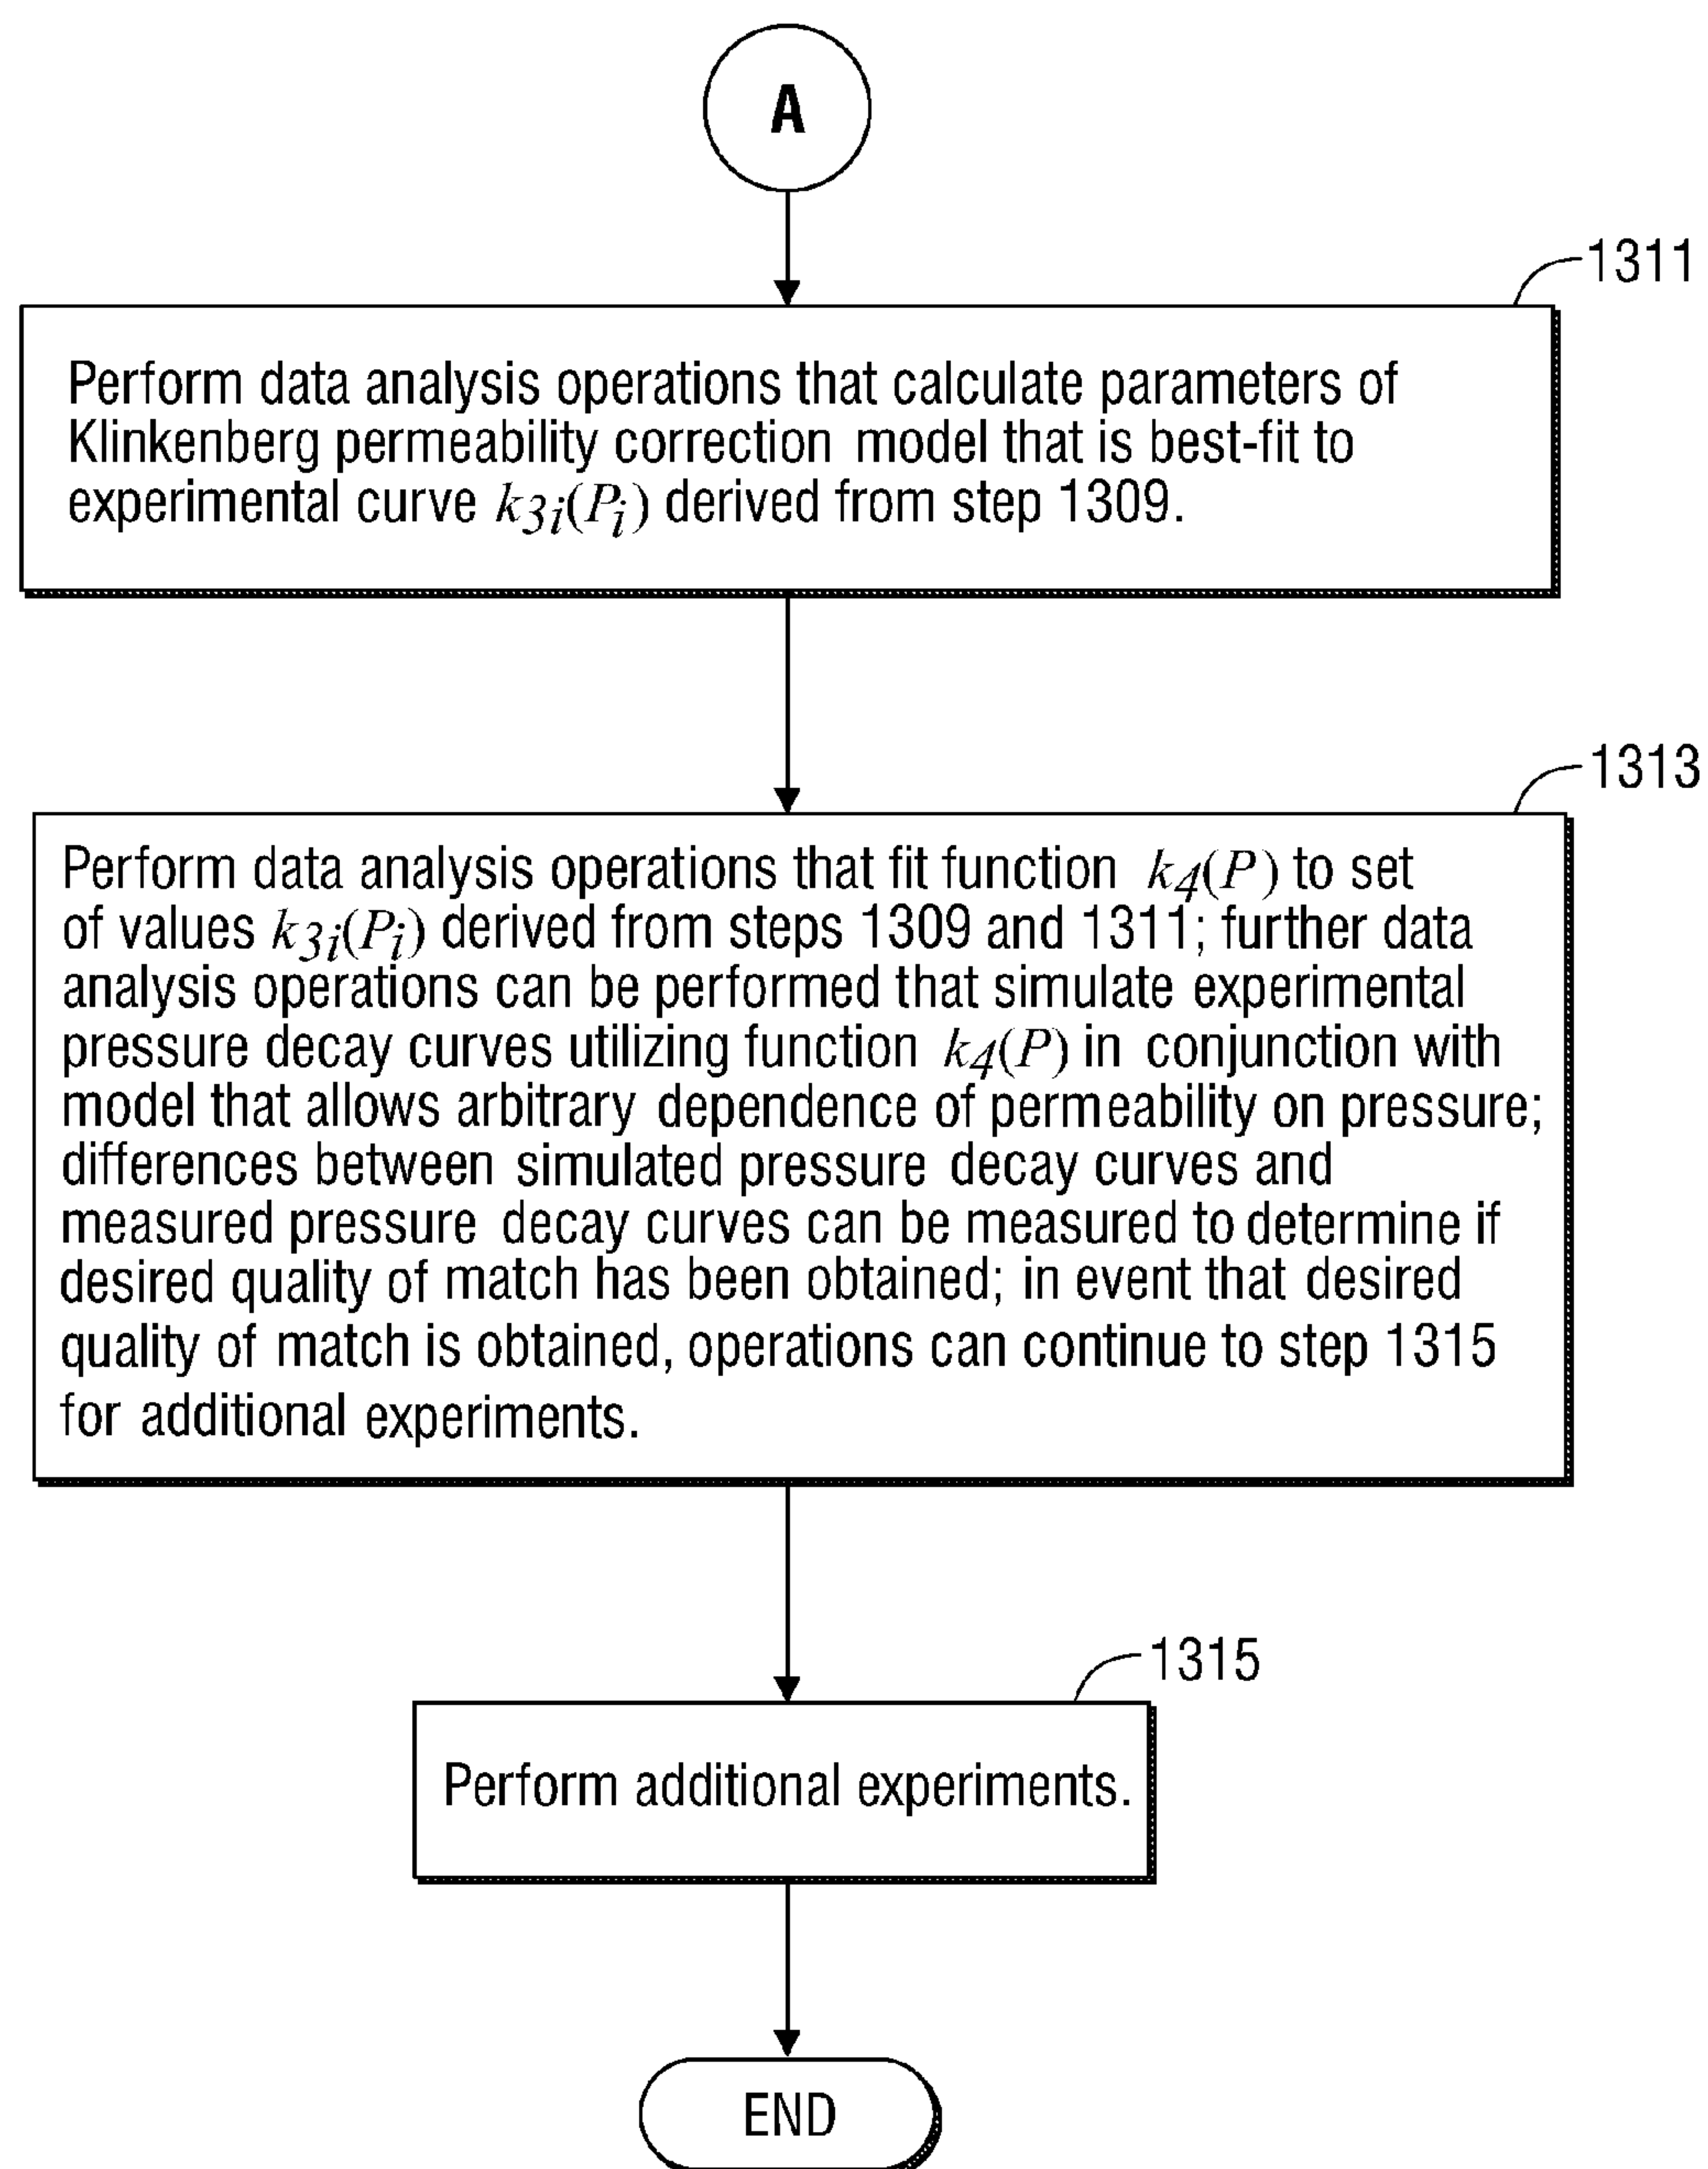 A
1311
Perform data analysis operations that calculate parameters of
Klinkenberg permeability correction model that is best-fit to
experimental curve k3i(Pi) derived from step 1309.
1313
Perform data analysis operations that fit function k4(P) to set
of values k3i(Pi) derived from steps 1309 and 1311; further data
analysis operations can be performed that simulate experimental
pressure decay curves utilizing function k4(P) in conjunction with
model that allows arbitrary dependence of permeability on pressure;
differences between simulated pressure decay curves and
measured pressure decay curves can be measured to determine if
desired quality of match has been obtained; in event that desired
quality of match is obtained, operations can continue to step 1315
for additional experiments.
1315
Perform additional experiments.
END